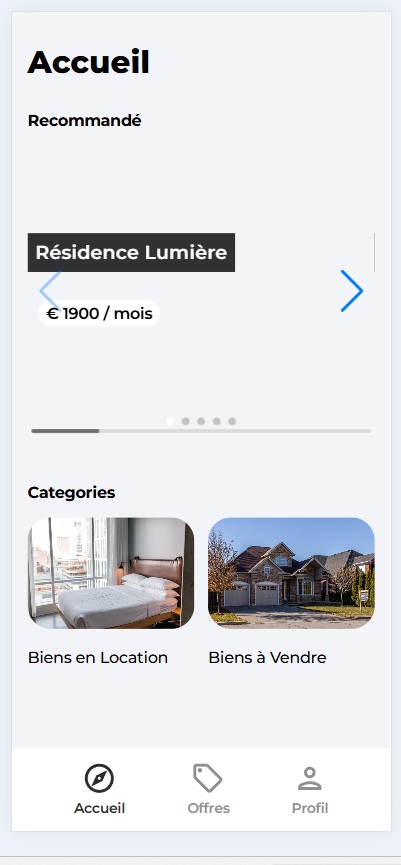 Accueil
Recommandé
Résidence Lumière
€ 1900 / mois
Categories
Biens en Location
Biens à Vendre
Accueil
Offres
Profil